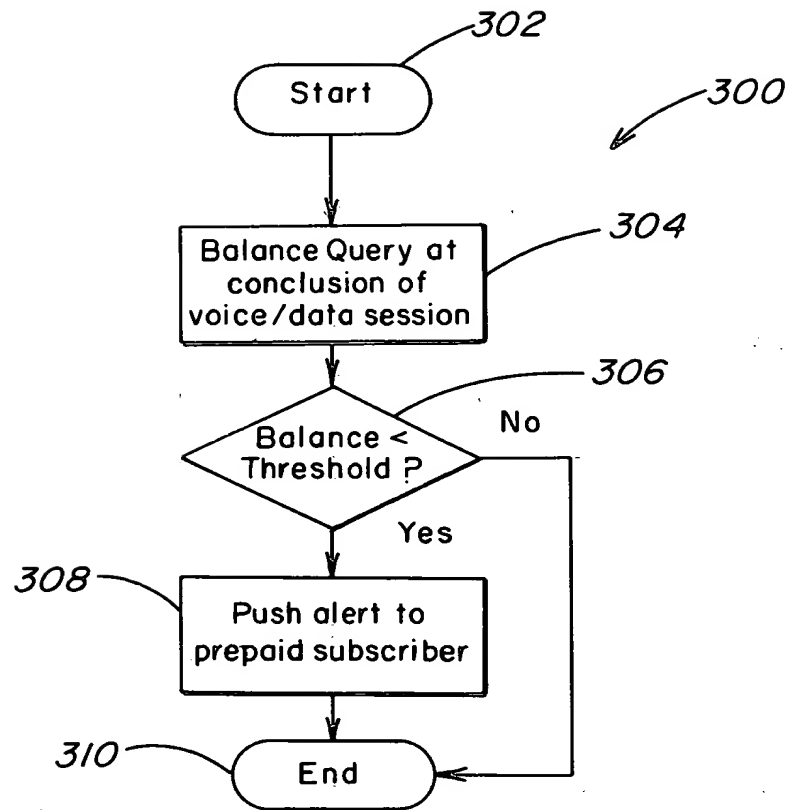 302
Start
300
304
Balance Query at
conclusion of
voice/data session
306
No
Balance <
Threshold ?
Yes
308
Push alert to
prepaid subscriber
310
End